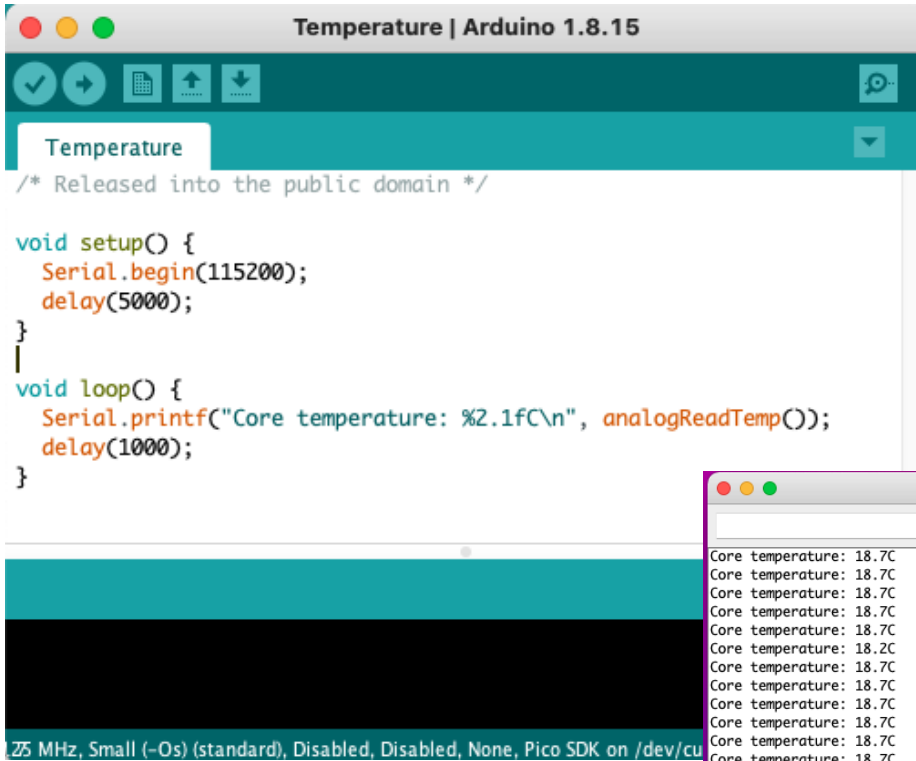 Temperature | Arduino 1.8.15
Temperature
/* Released into the public domain */
void setup() {
Serial.begin(115200);
delay(5000);
}
void loop() {
Serial.printf("Core temperature: %2.1fC\n", analogReadTemp());
delay(1000);
}
MHz, Small (-Os) (standard), Disabled, Disabled, None, Pico SDK on /dev/cu
Core temperature: 18.7C
Core temperature: 18.7C
Core temperature: 18.7C
Core temperature: 18.7C
Core temperature: 18.7C
Core temperature: 18.2C
Core temperature: 18.7C
Core temperature: 18.7C
Core temperature: 18.7C
Core temperature: 18.7C
Core temperature: 18.7C
Core temperature: 18.7C